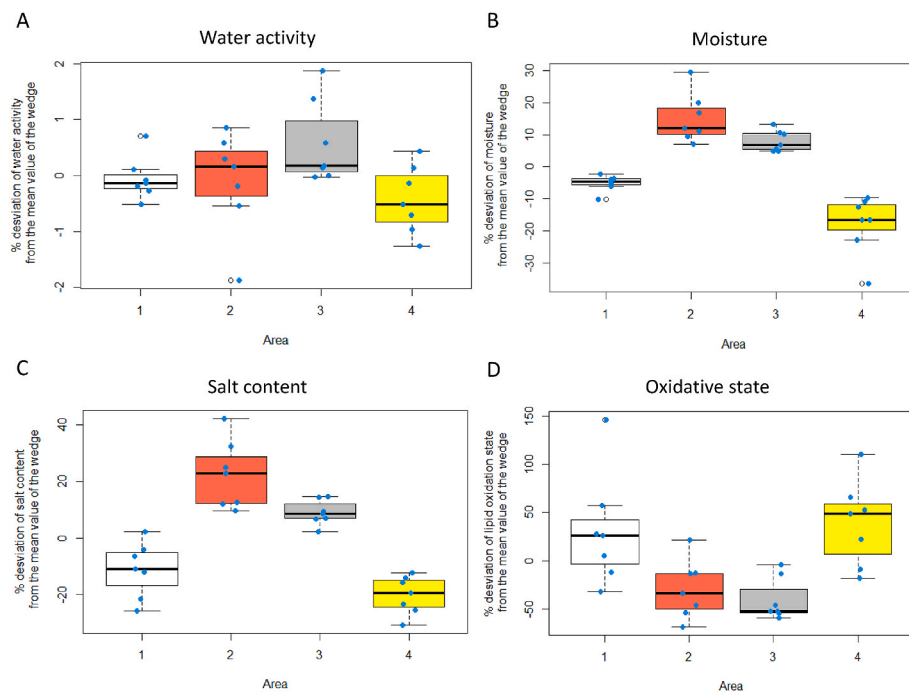 A
Water activity
% desviation of water activity
from the mean value of the wedge
2
1
0
-1
-2
1 2 3 4
Area
B
Moisture
% desviation of moisture
from the mean value of the wedge
30
20
10
0
-10
-20
-30
1 2 3 4
Area
C
Salt content
% desviation of salt content
from the mean value of the wedge
40
20
0
-20
1 2 3 4
Area
D
Oxidative state
% desviation of lipid oxidation state
from the mean value of the wedge
150
100
50
0
-50
1 2 3 4
Area